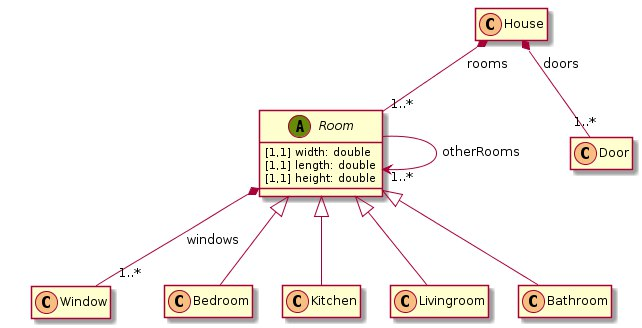 C House
rooms
doors
1..*
1..*
A Room
[1,1] width: double
[1,1] length: double
[1,1] height: double
otherRooms
1..*
C Door
windows
1..*
C Window
C Bedroom
C Kitchen
C Livingroom
C Bathroom